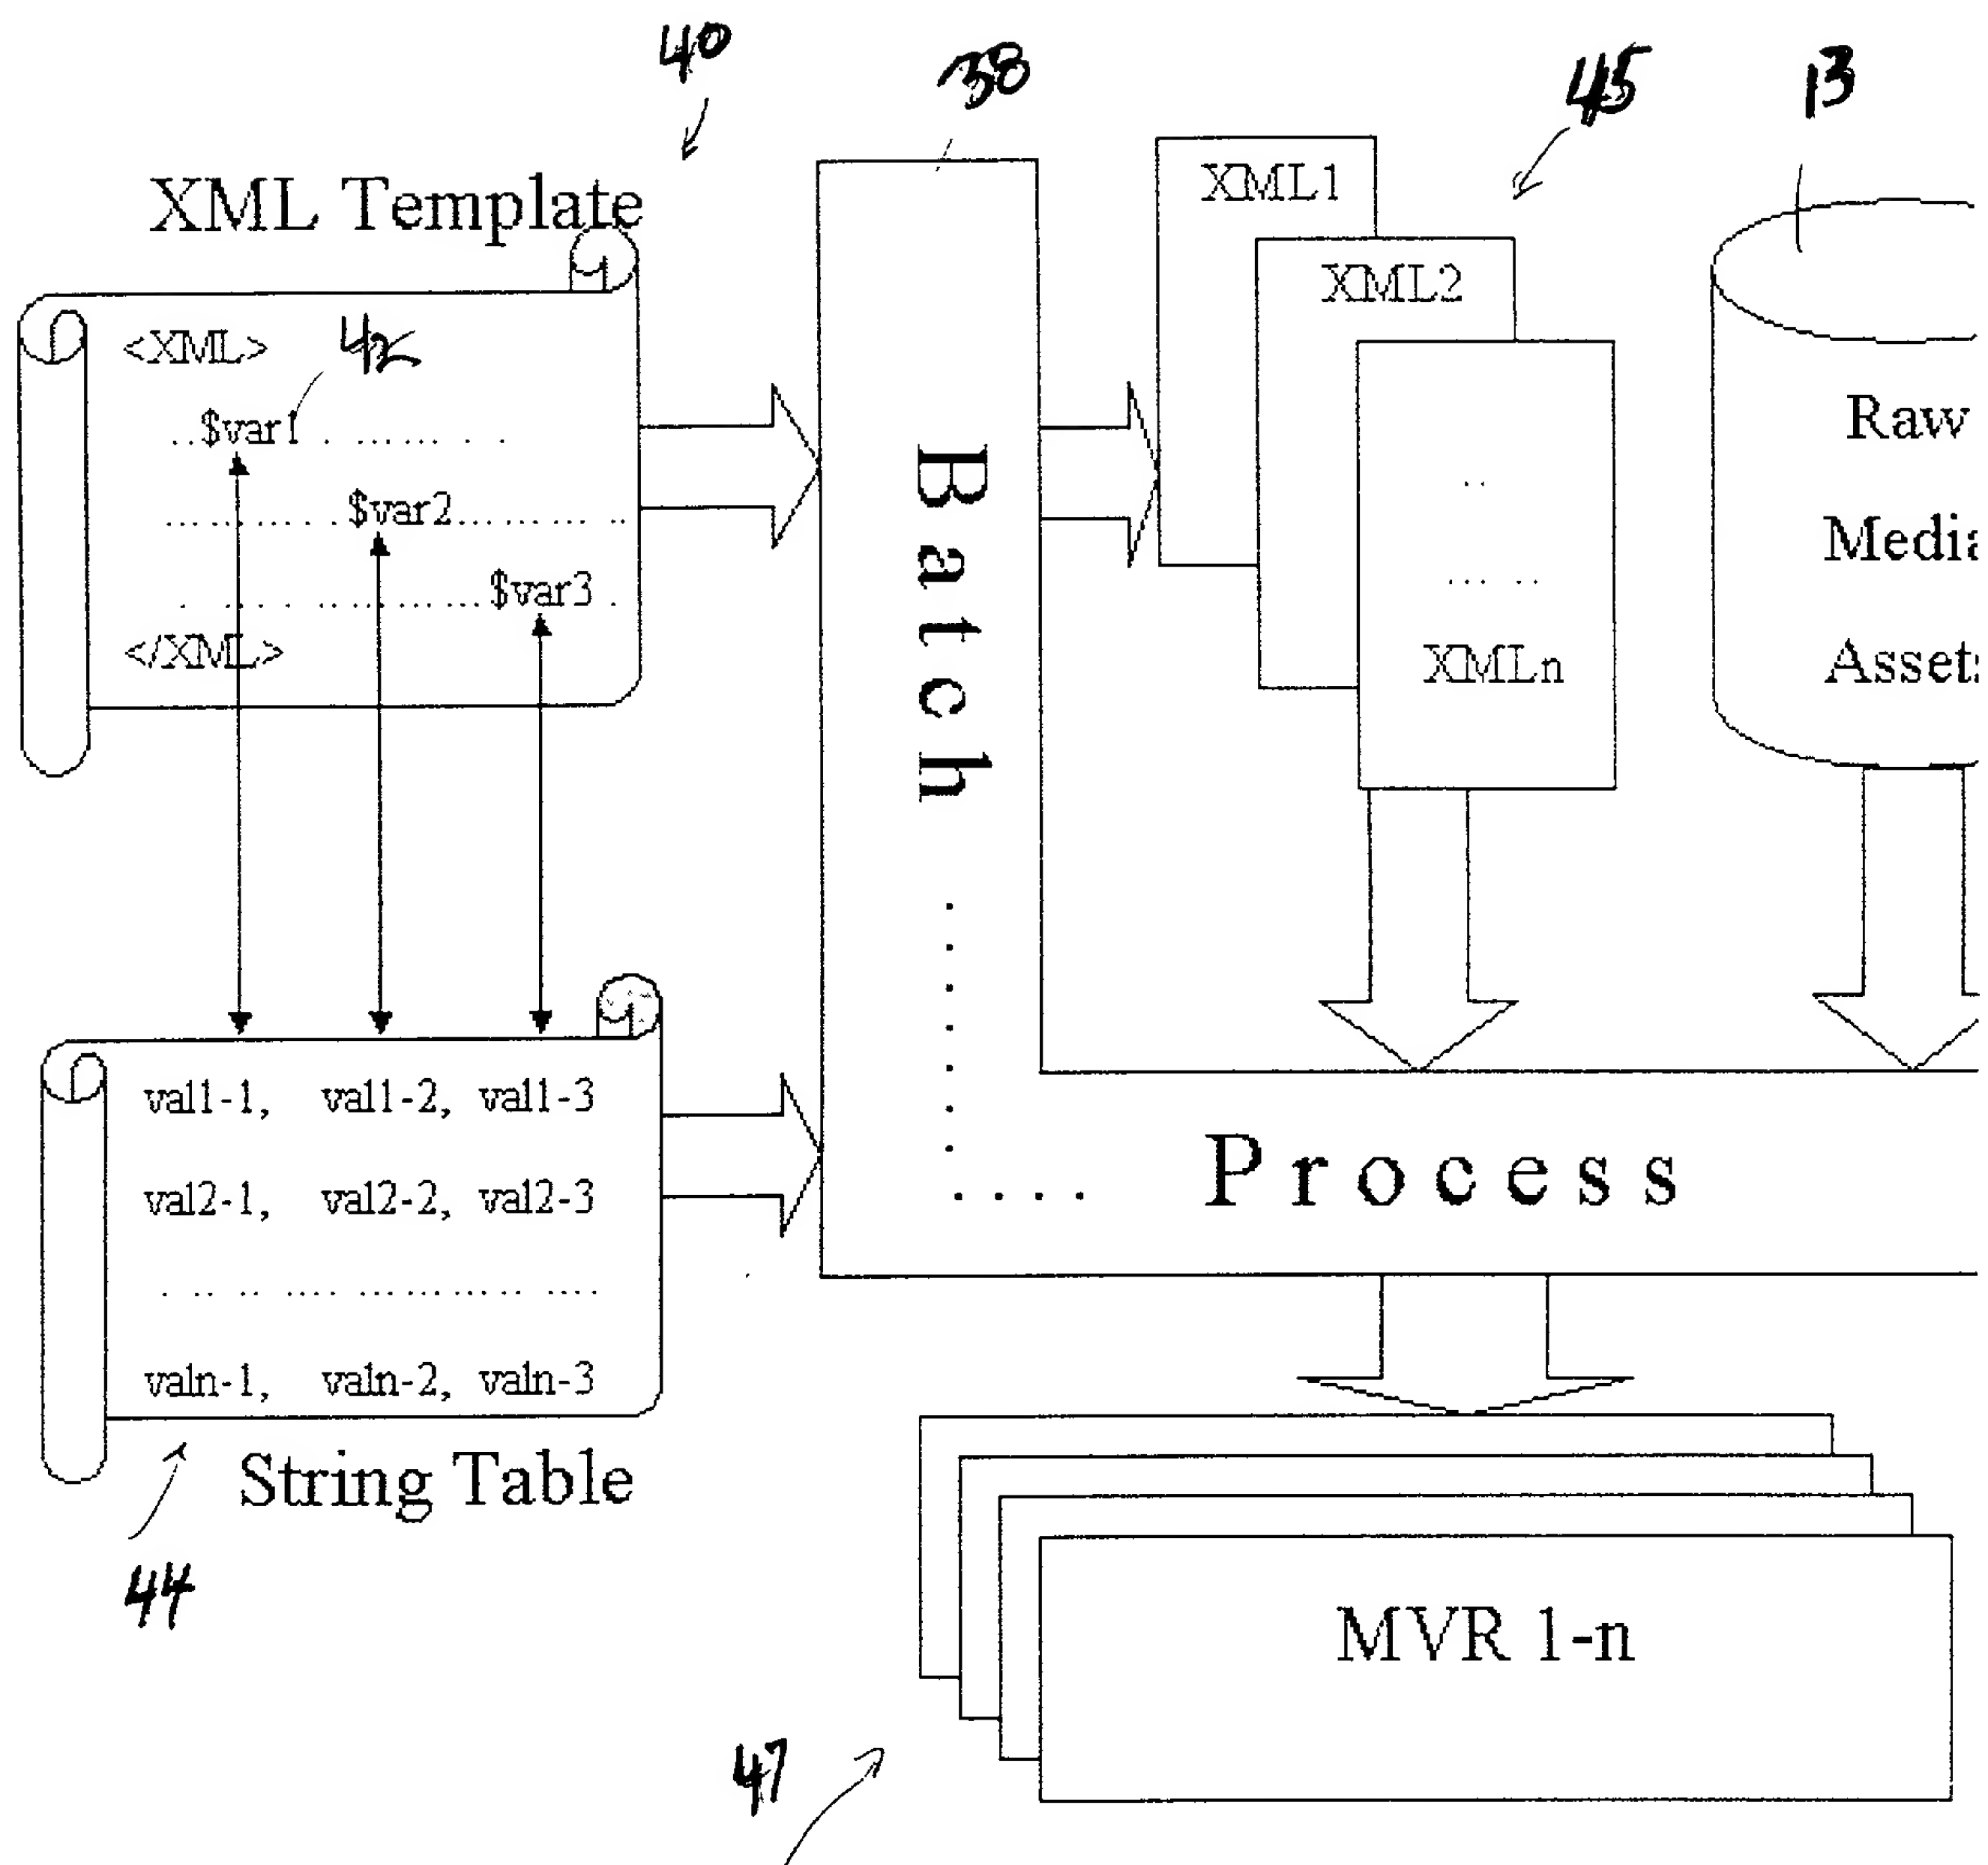 40
38
45
13
XML Template
<XML>
42
..$var1 . ...... . .
............$var2..............
. .............$var3 .
</XML>
XML1
XML2
..
.... ..
XMLn
Raw
Media
Assets
Batch
........
.... Process
val1-1, val1-2, val1-3
val2-1, val2-2, val2-3
. .. .. .... ........... .. ....
valn-1, valn-2, valn-3
String Table
44
MVR 1-n
47